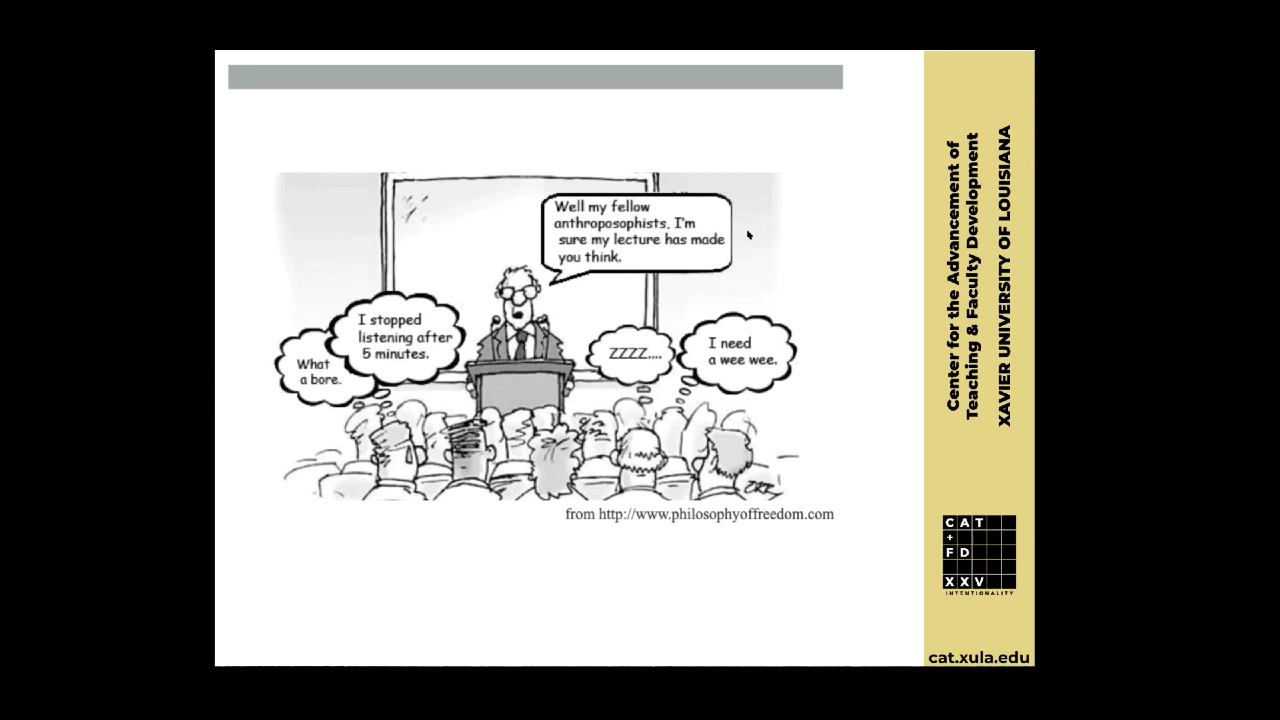 Well my fellow
anthroposophists, I'm
sure my lecture has made
you think.
I stopped
listening after
5 minutes.
What
a bore.
ZZZZ....
I need
a wee wee.
from http://www.philosophyoffreedom.com
Center for the Advancement of
Teaching & Faculty Development
XAVIER UNIVERSITY OF LOUISIANA
CAT
+
FD
XXV
INTENTIONALITY
cat.xula.edu